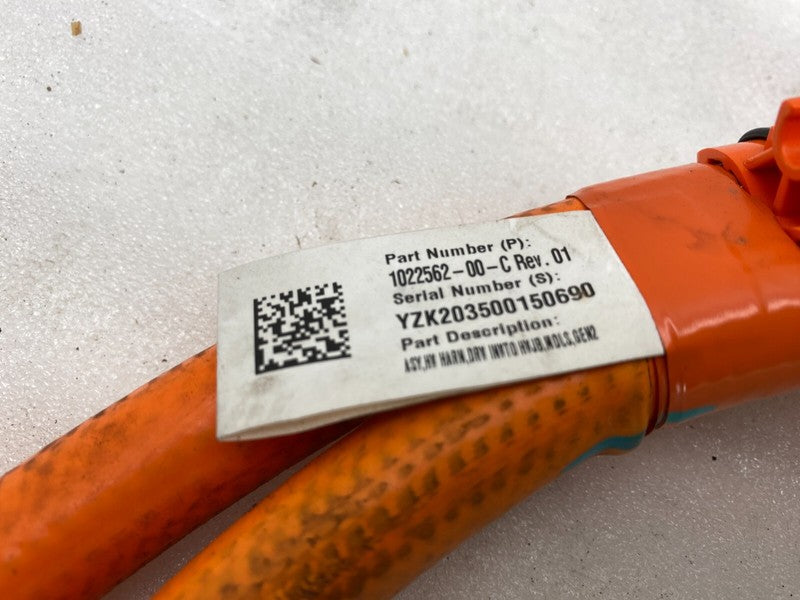 Part Number (P):
1022562-00-C Rev.01
Serial Number (S):
YZK203500150690
Part Description:
ASY,HV HARN,DRV INVTO HVJB,MDLS,GEN2